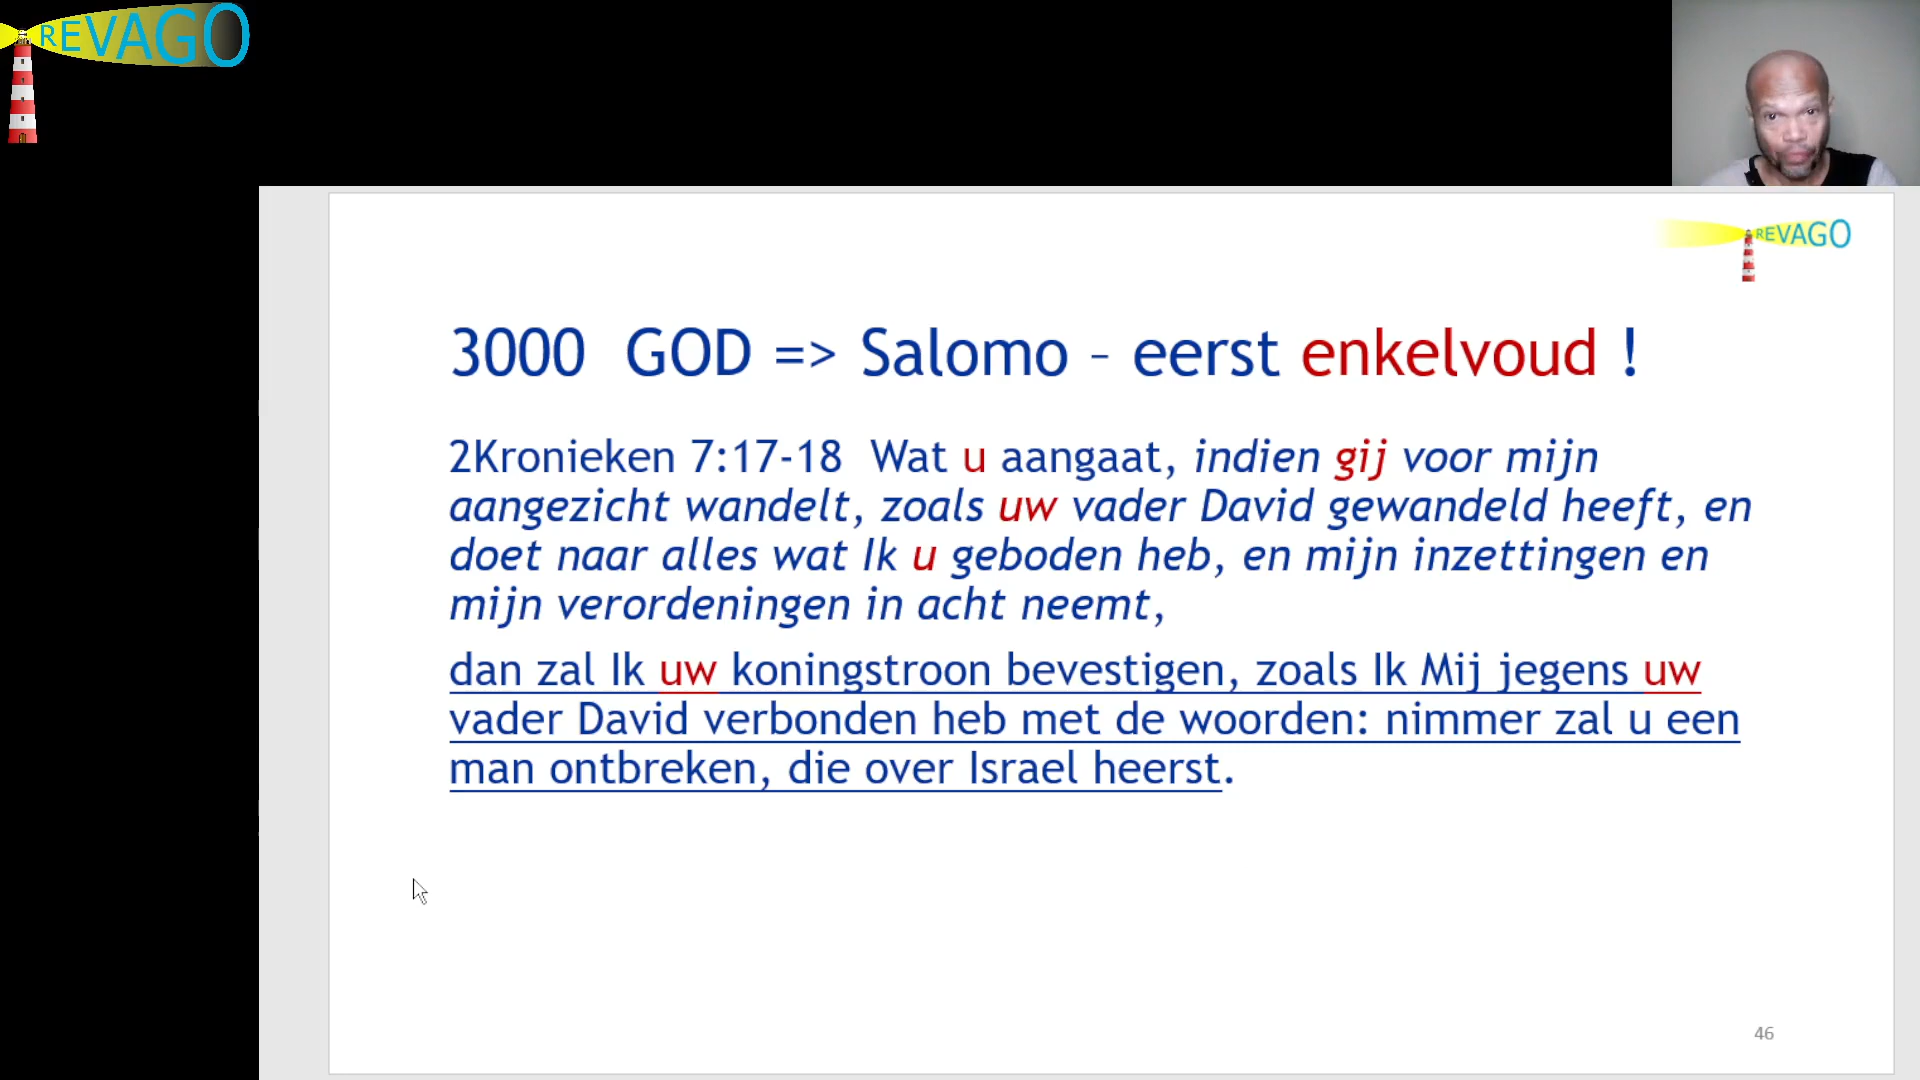 REVAGO
REVAGO
3000 GOD => Salomo – eerst enkelvoud !
2Kronieken 7:17-18 Wat u aangaat, indien gij voor mijn
aangezicht wandelt, zoals uw vader David gewandeld heeft, en
doet naar alles wat Ik u geboden heb, en mijn inzettingen en
mijn verordeningen in acht neemt,
dan zal Ik uw koningstroon bevestigen, zoals Ik Mij jegens uw
vader David verbonden heb met de woorden: nimmer zal u een
man ontbreken, die over Israel heerst.
46